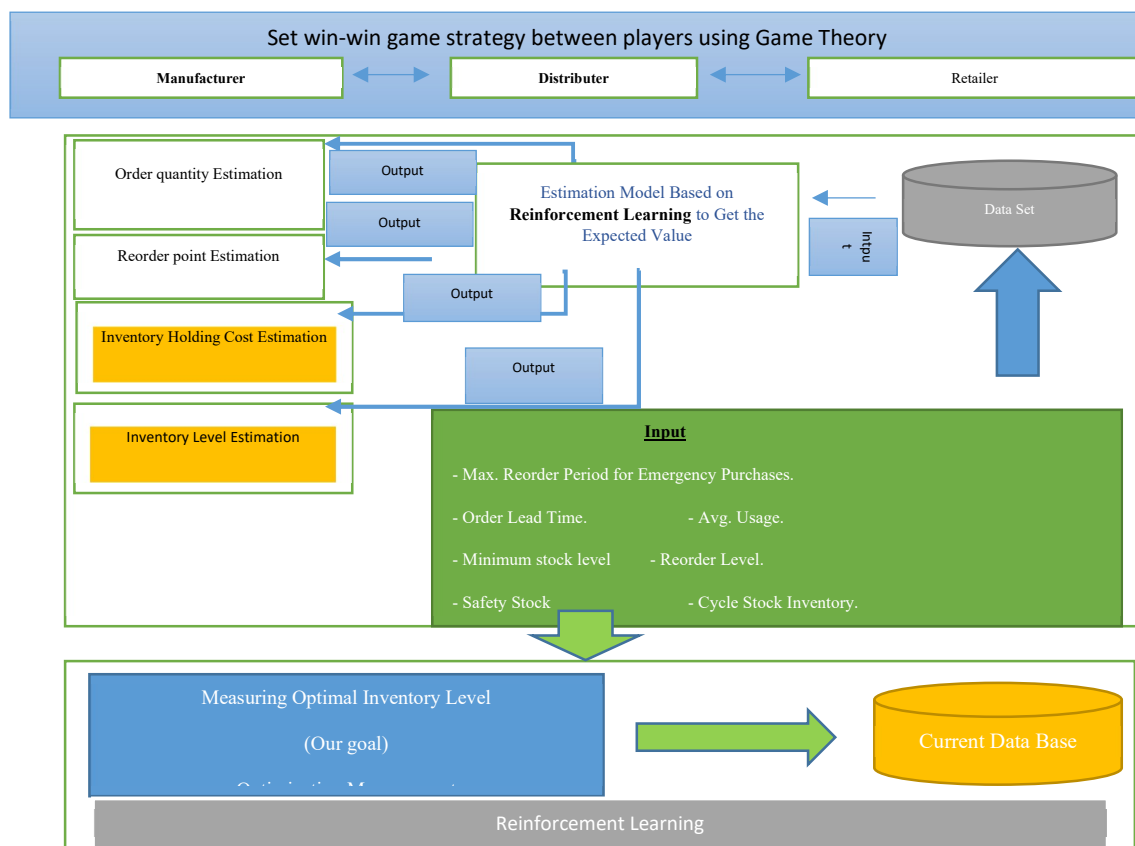 Set win-win game strategy between players using Game Theory
Manufacturer
Distributer
Retailer
Order quantity Estimation
Output
Estimation Model Based on
Reinforcement Learning to Get the
Expected Value
Data Set
Output
Intpu
t
Reorder point Estimation
Output
Inventory Holding Cost Estimation
Output
Inventory Level Estimation
Input
- Max. Reorder Period for Emergency Purchases.
- Order Lead Time. - Avg. Usage.
- Minimum stock level - Reorder Level.
- Safety Stock - Cycle Stock Inventory.
Measuring Optimal Inventory Level
(Our goal)
Current Data Base
Reinforcement Learning